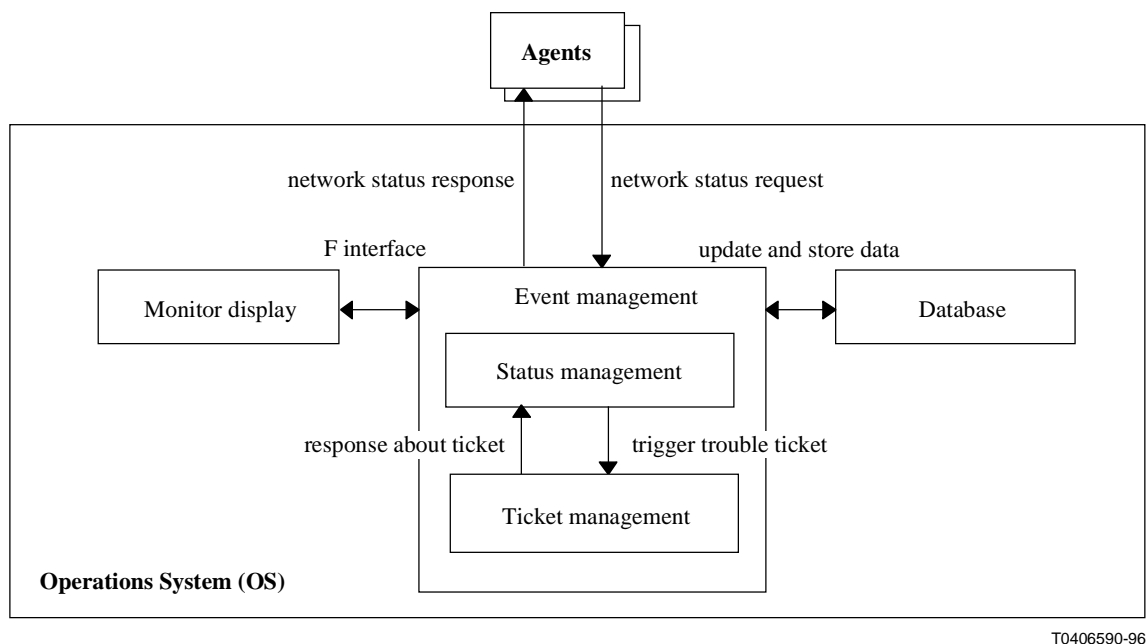 Agents
network status response
network status request
F interface
update and store data
Monitor display
Event management
Database
Status management
response about ticket
trigger trouble ticket
Ticket management
Operations System (OS)
T0406590-96